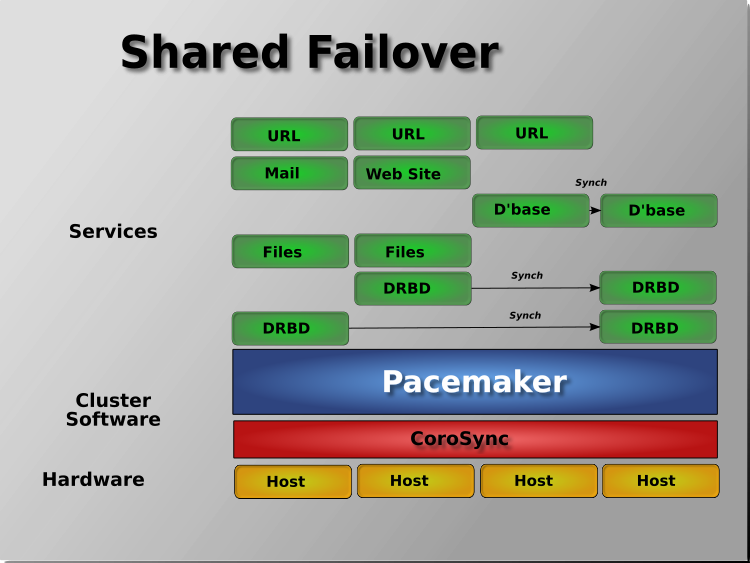 Shared Failover
URL URL URL
Mail Web Site
Synch
D'base D'base
Services
Files Files
Synch
DRBD DRBD
Synch
DRBD DRBD
Pacemaker
Cluster
Software
CoroSync
Hardware
Host Host Host Host